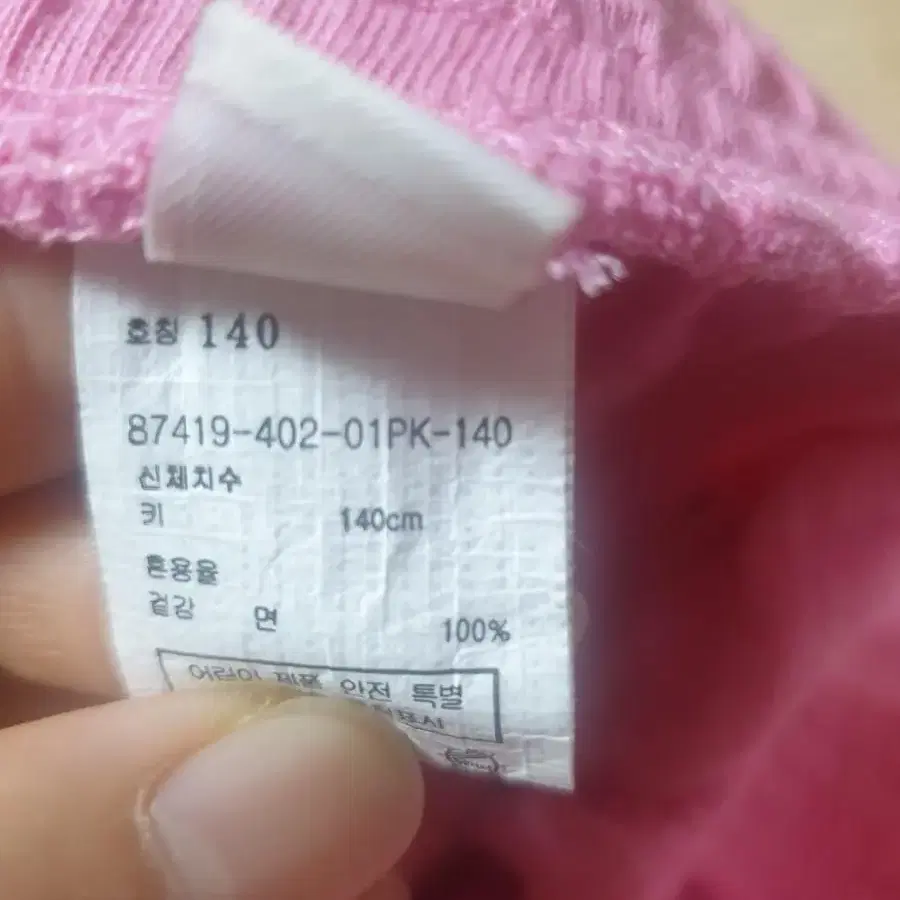 호칭 140
87419-402-01PK-140
신체치수
키 140cm
혼용율
겉감 면 100%
어린이 제품 안전 특별